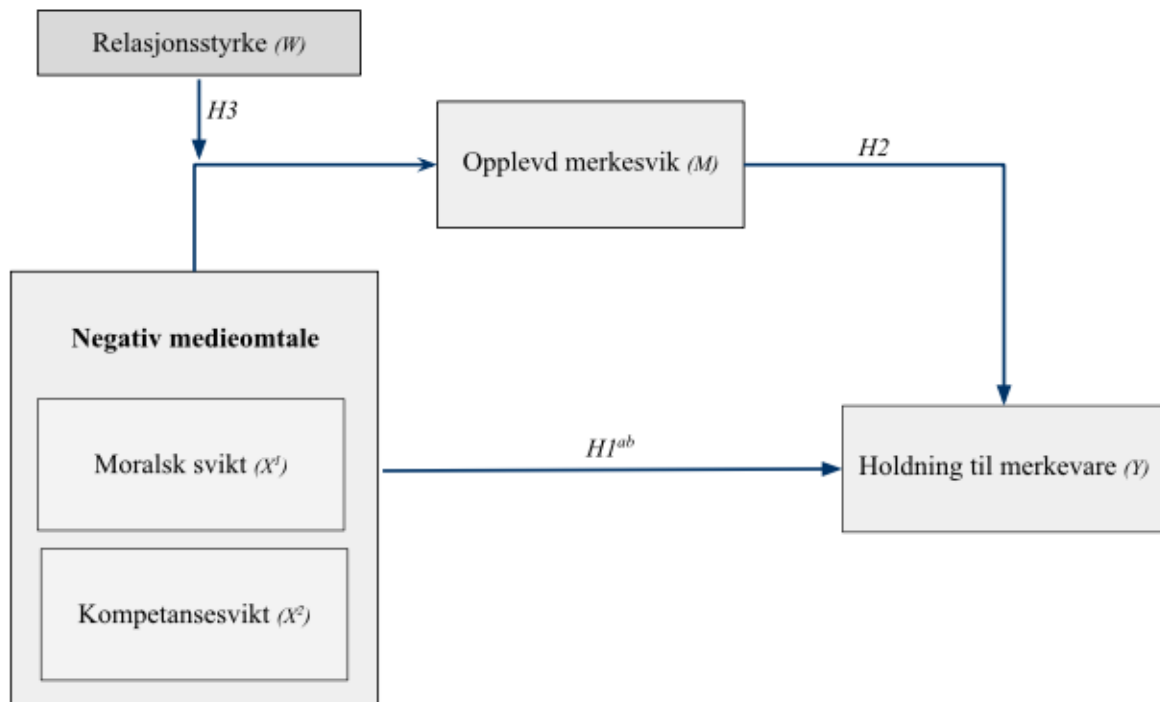 Relasjonsstyrke (W)
H3
Opplevd merkesvik (M)
H2
Negativ medieomtale
Moralsk svikt (X¹)
H1ᵃᵇ
Holdning til merkevare (Y)
Kompetansesvikt (X²)